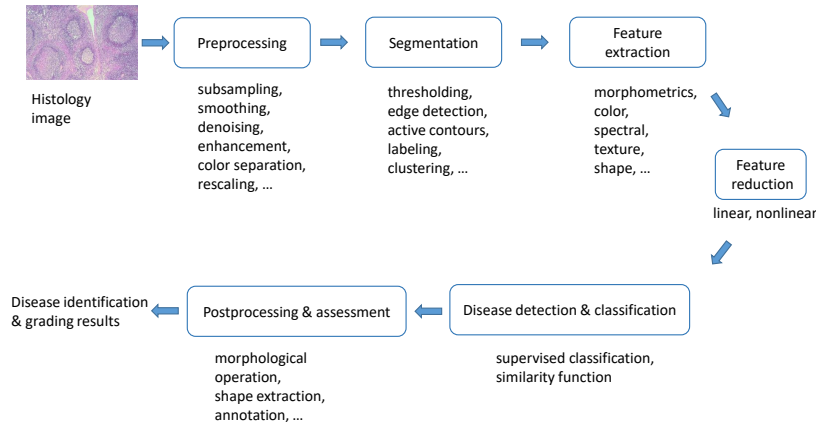 Histology
image
Preprocessing
subsampling,
smoothing,
denoising,
enhancement,
color separation,
rescaling, ...
Segmentation
thresholding,
edge detection,
active contours,
labeling,
clustering, ...
Feature
extraction
morphometrics,
color,
spectral,
texture,
shape, ...
Feature
reduction
linear, nonlinear
Disease detection & classification
supervised classification,
similarity function
Postprocessing & assessment
morphological
operation,
shape extraction,
annotation, ...
Disease identification
& grading results